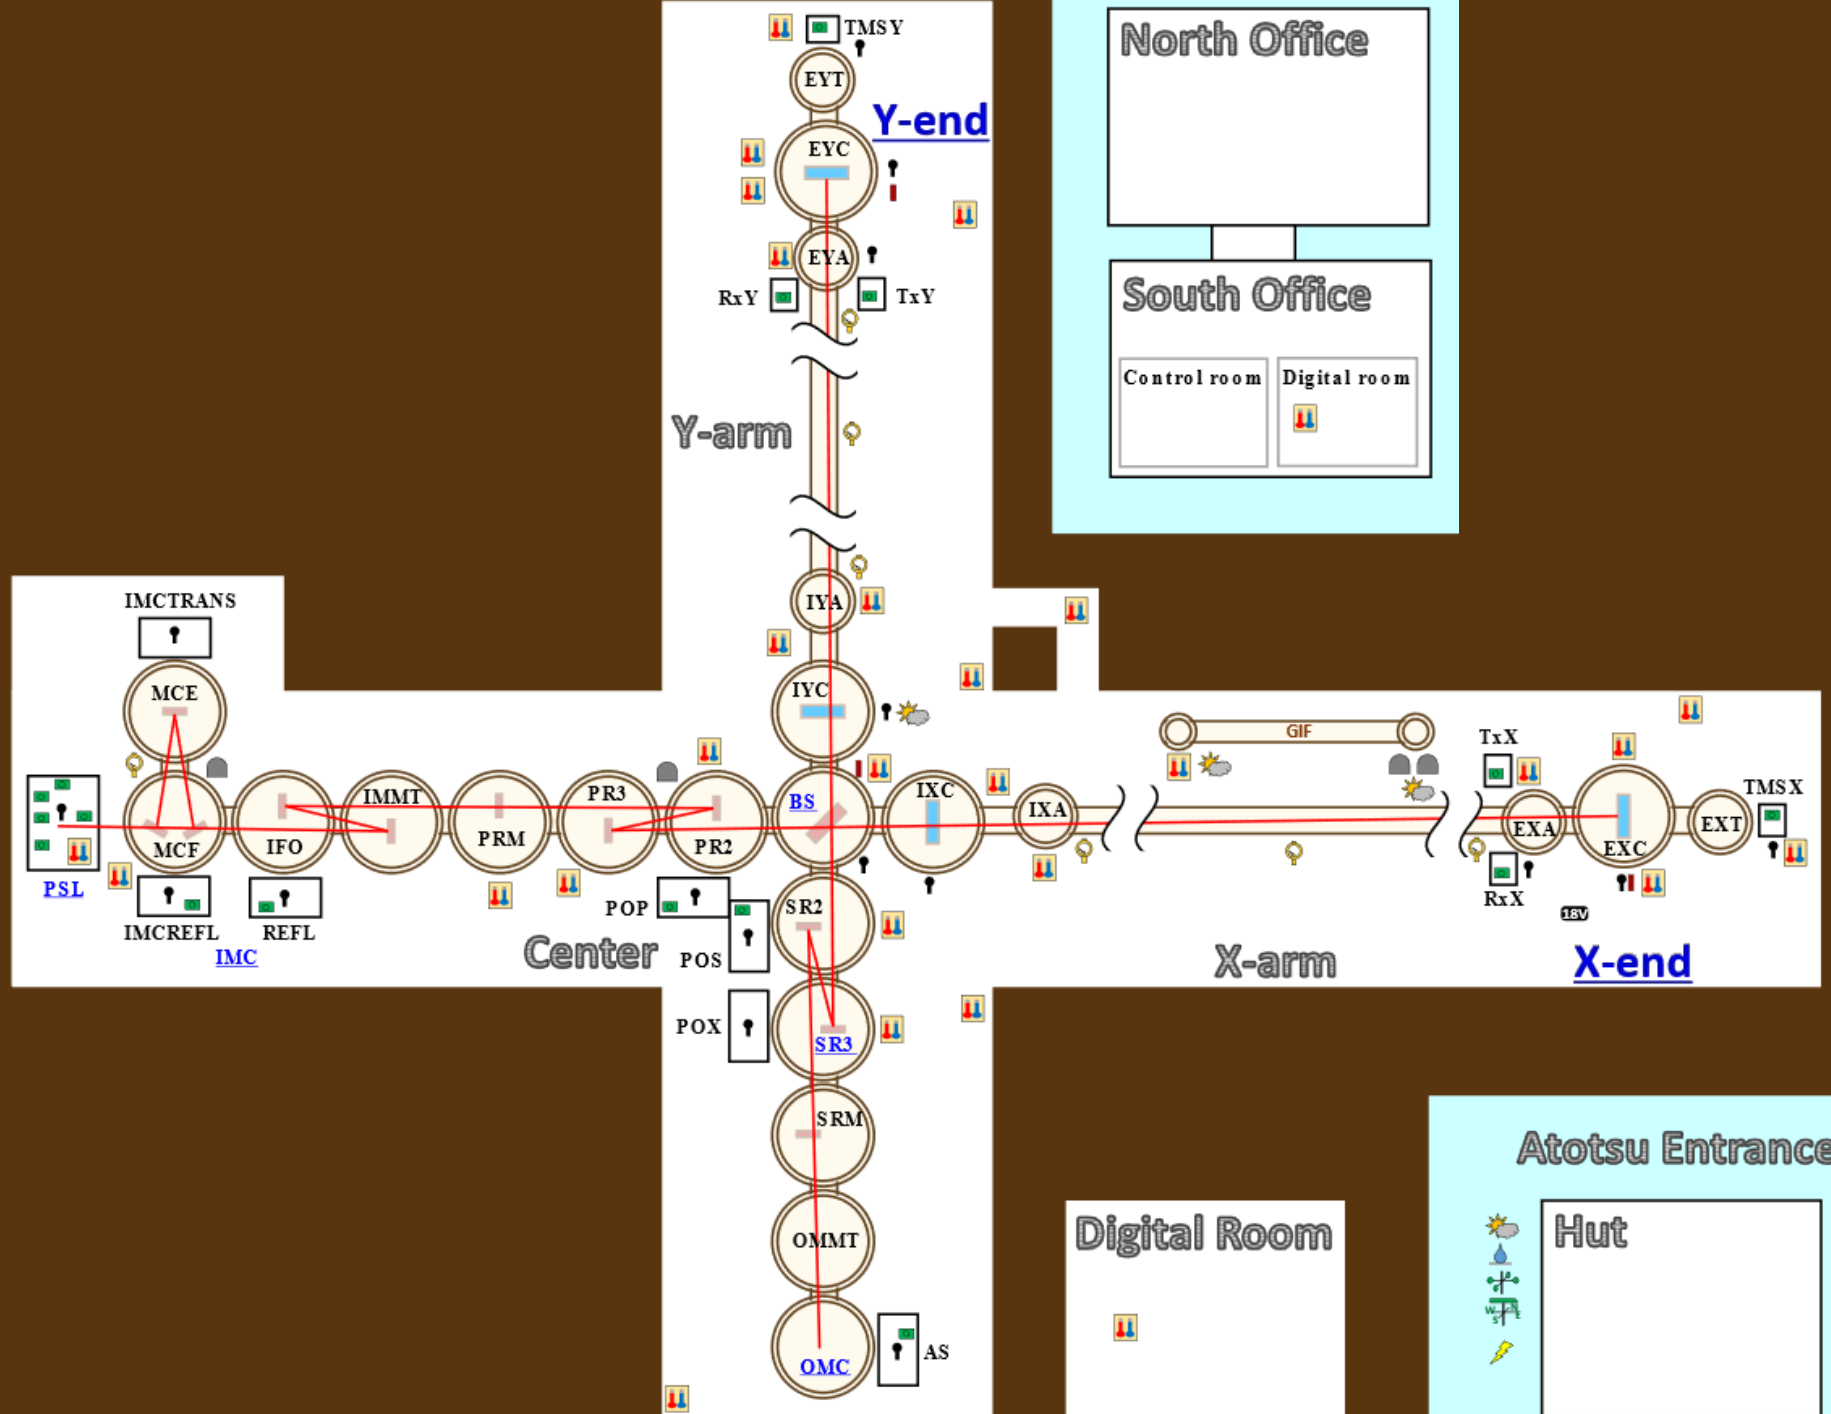 TMSY
North Office
EYT
Y-end
EYC
EYA
RxY
TxY
South Office
Control room
Digital room
Y-arm
IMCTRANS
IYA
MCE
IYC
GIF
TxX
TMSX
IMMT
PR3
BS
IXC
IXA
MCF
IFO
PRM
PR2
EXA
EXC
EXT
PSL
RxX
18V
IMCREFL
REFL
IMC
POP
SR2
POS
Center
X-arm
X-end
POX
SR3
SRM
Atotsu Entrance
OMMT
Digital Room
Hut
W
N
S
E
OMC
AS